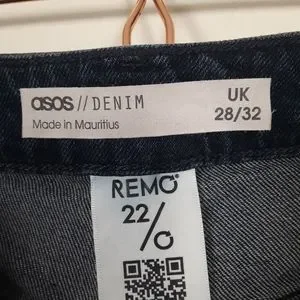 asos//DENIM
Made in Mauritius
UK
28/32
REMO
22/